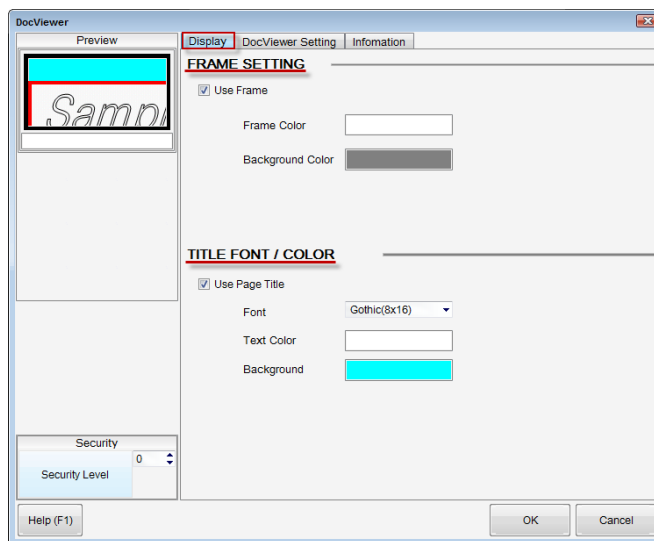 DocViewer
Preview
Display DocViewer Setting Infomation
FRAME SETTING
Use Frame
Frame Color
Background Color
TITLE FONT / COLOR
Use Page Title
Font Gothic(8x16)
Text Color
Background
Security
Security Level 0
Help (F1) OK Cancel